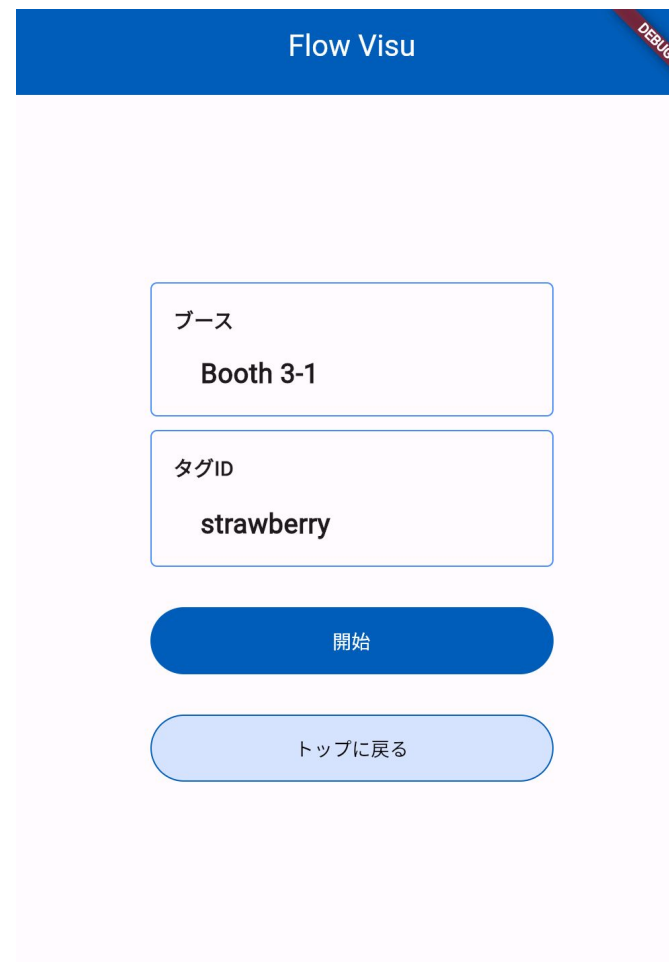 Flow Visu
DEBUG
ブース
Booth 3-1
タグID
strawberry
開始
トップに戻る